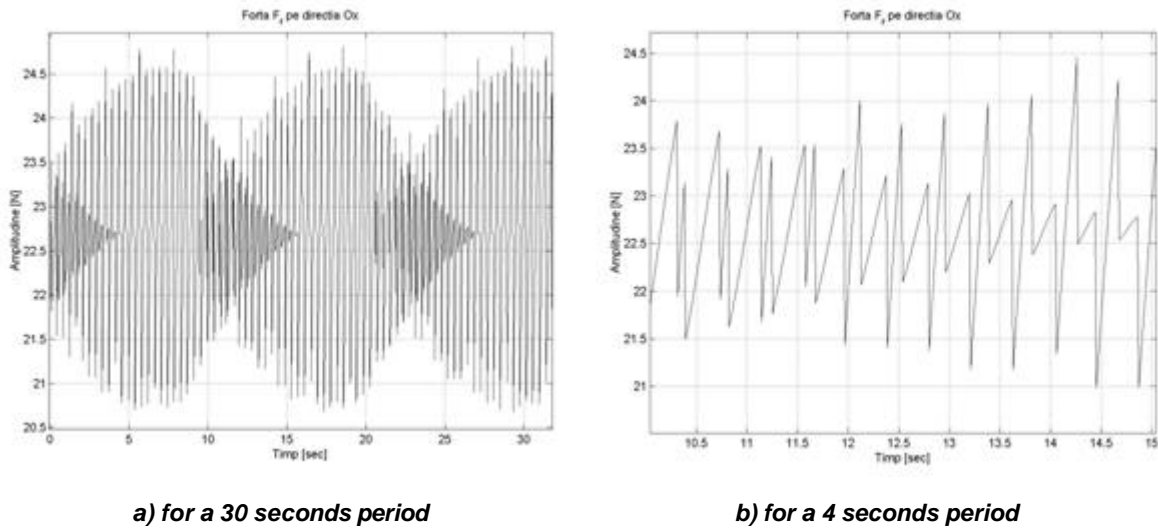 Forta F_f pe directia Ox
Amplitudine [N]
24.5
24
23.5
23
22.5
22
21.5
21
20.5
0 5 10 15 20 25 30
Timp [sec]
a) for a 30 seconds period
Forta F_f pe directia Ox
Amplitudine [N]
24.5
24
23.5
23
22.5
22
21.5
21
10.5 11 11.5 12 12.5 13 13.5 14 14.5 15
Timp [sec]
b) for a 4 seconds period